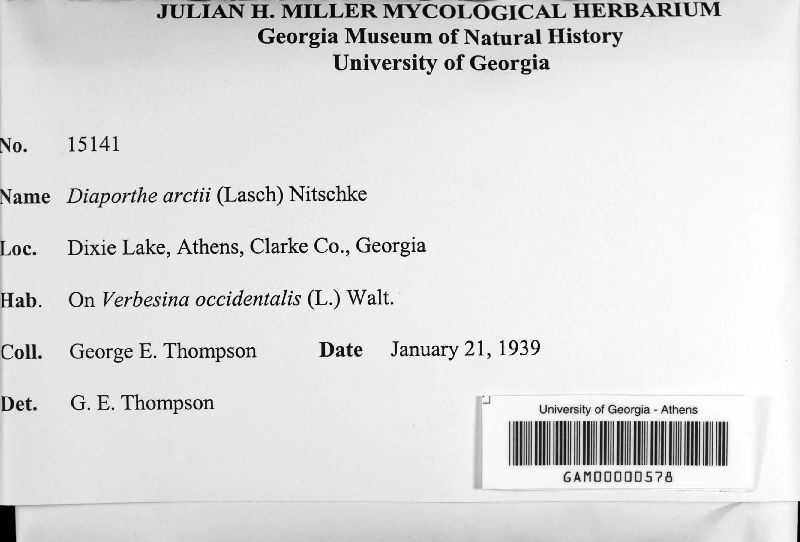 JULIAN H. MILLER MYCOLOGICAL HERBARIUM
Georgia Museum of Natural History
University of Georgia
No. 15141
Name Diaporthe arctii (Lasch) Nitschke
Loc. Dixie Lake, Athens, Clarke Co., Georgia
Hab. On Verbesina occidentalis (L.) Walt.
Coll. George E. Thompson Date January 21, 1939
Det. G. E. Thompson
University of Georgia - Athens
GAM00000578